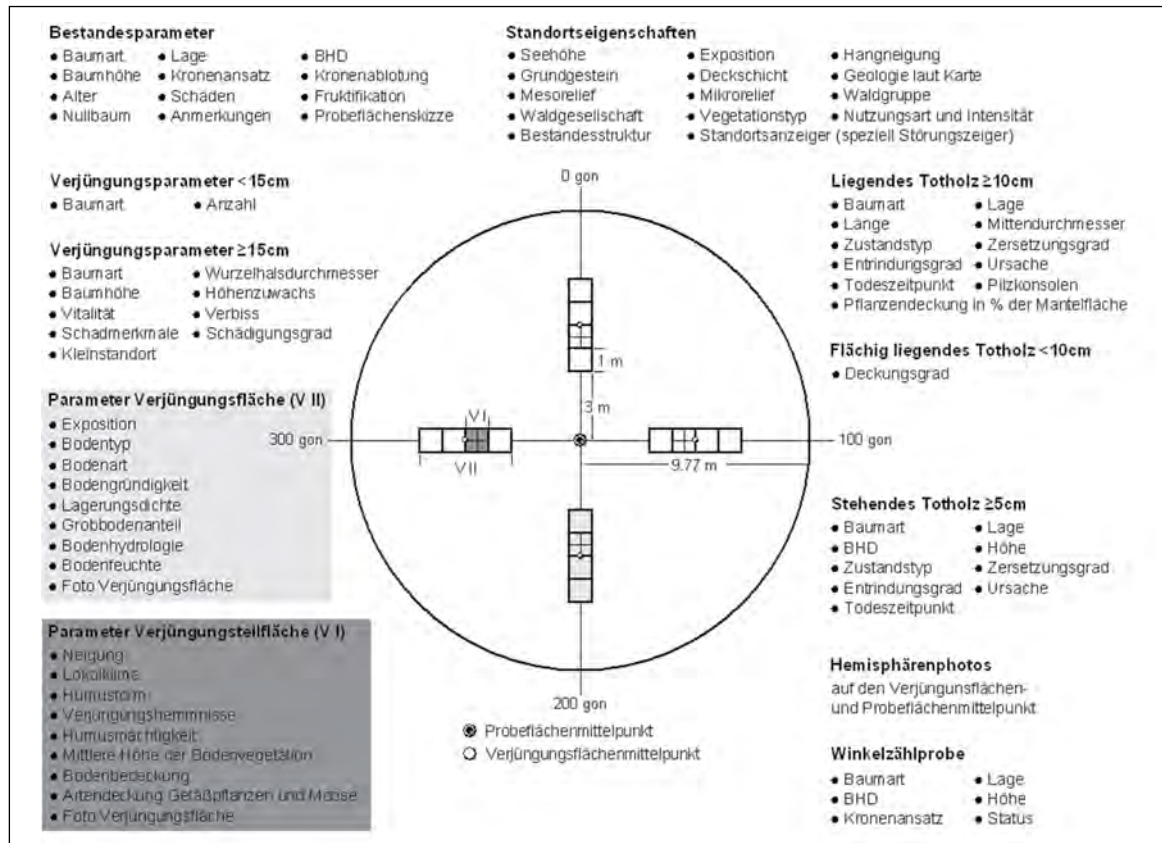 Bestandesparameter
• Baumart • Lage • BHD
• Baumhöhe • Kronenansatz • Kronenablotung
• Alter • Schäden • Fruktifikation
• Nullbaum • Anmerkungen • Probeflächenskizze
Standortseigenschaften
• Seehöhe • Exposition • Hangneigung
• Grundgestein • Deckschicht • Geologie laut Karte
• Mesorelief • Mikrorelief • Waldgruppe
• Waldgesellschaft • Vegetationstyp • Nutzungsart und Intensität
• Bestandesstruktur • Standortsanzeiger (speziell Störungszeiger)
Verjüngungsparameter <15cm
• Baumart • Anzahl
Verjüngungsparameter ≥15cm
• Baumart • Wurzelhalsdurchmesser
• Baumhöhe • Höhenzuwachs
• Vitalität • Verbiss
• Schadmerkmale • Schädigungsgrad
• Kleinstandort
Parameter Verjüngungsfläche (V II)
• Exposition
• Bodentyp
• Bodenart
• Bodengründigkeit
• Lagerungsdichte
• Grobbodenanteil
• Bodenhydrologie
• Bodenfeuchte
• Foto Verjüngungsfläche
Parameter Verjüngungsteilfläche (V I)
• Neigung
• Lokalklima
• Humusform
• Verjüngungshemmnisse
• Humusmächtigkeit
• Mittlere Höhe der Bodenvegetation
• Bodenbedeckung
• Artendeckung Gefäßpflanzen und Moose
• Foto Verjüngungsfläche
0 gon
1 m
3 m
VI
300 gon
VII
100 gon
9.77 m
200 gon
Probeflächenmittelpunkt
Verjüngungsflächenmittelpunkt
Liegendes Totholz ≥10cm
• Baumart • Lage
• Länge • Mittendurchmesser
• Zustandstyp • Zersetzungsgrad
• Entrindungsgrad • Ursache
• Todeszeitpunkt • Pilzkonsolen
• Pflanzendeckung in % der Mantelfläche
Flächig liegendes Totholz <10cm
• Deckungsgrad
Stehendes Totholz ≥5cm
• Baumart • Lage
• BHD • Höhe
• Zustandstyp • Zersetzungsgrad
• Entrindungsgrad • Ursache
• Todeszeitpunkt
Hemisphärenphotos
auf den Verjüngunsflächen-
und Probeflächenmittelpunkt
Winkelzählprobe
• Baumart • Lage
• BHD • Höhe
• Kronenansatz • Status